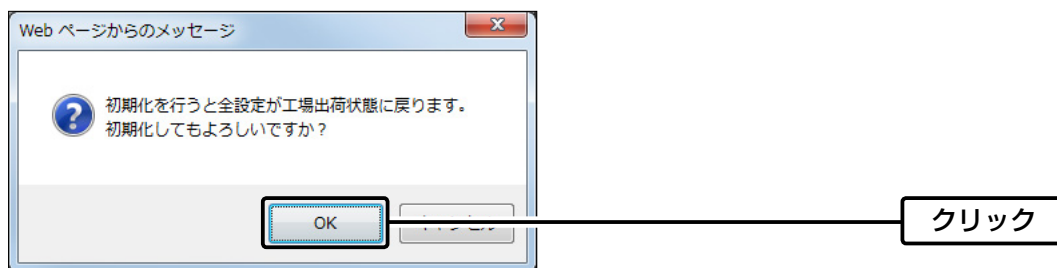 Web ページからのメッセージ
初期化を行うと全設定が工場出荷状態に戻ります。
初期化してもよろしいですか？
OK
クリック